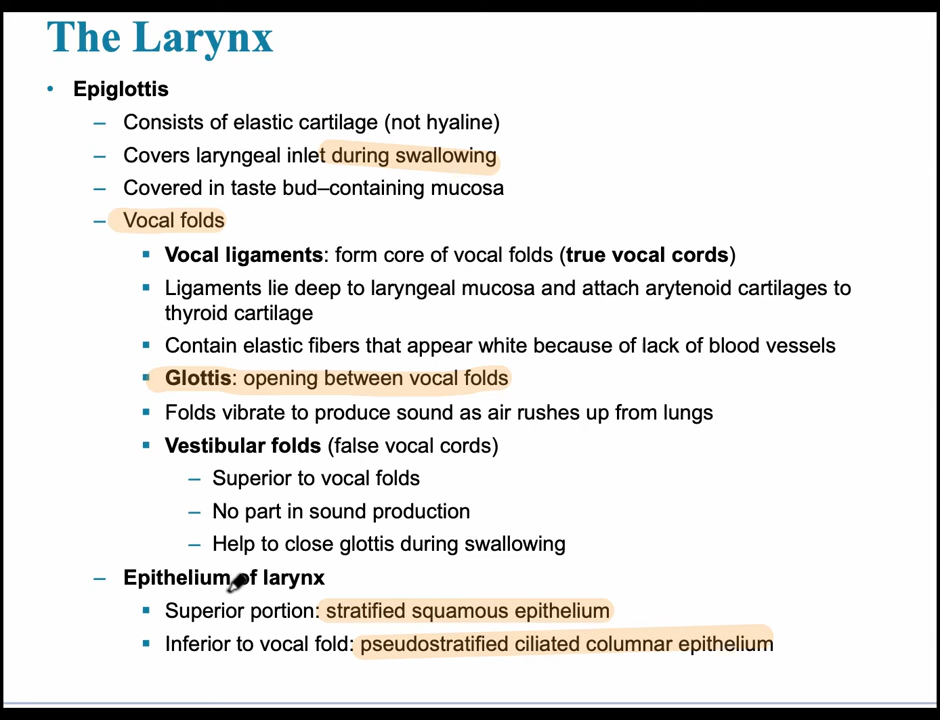 The Larynx
• Epiglottis
– Consists of elastic cartilage (not hyaline)
– Covers laryngeal inlet during swallowing
– Covered in taste bud–containing mucosa
– Vocal folds
▪ Vocal ligaments: form core of vocal folds (true vocal cords)
▪ Ligaments lie deep to laryngeal mucosa and attach arytenoid cartilages to
thyroid cartilage
▪ Contain elastic fibers that appear white because of lack of blood vessels
▪ Glottis: opening between vocal folds
▪ Folds vibrate to produce sound as air rushes up from lungs
▪ Vestibular folds (false vocal cords)
– Superior to vocal folds
– No part in sound production
– Help to close glottis during swallowing
– Epithelium of larynx
▪ Superior portion: stratified squamous epithelium
▪ Inferior to vocal fold: pseudostratified ciliated columnar epithelium